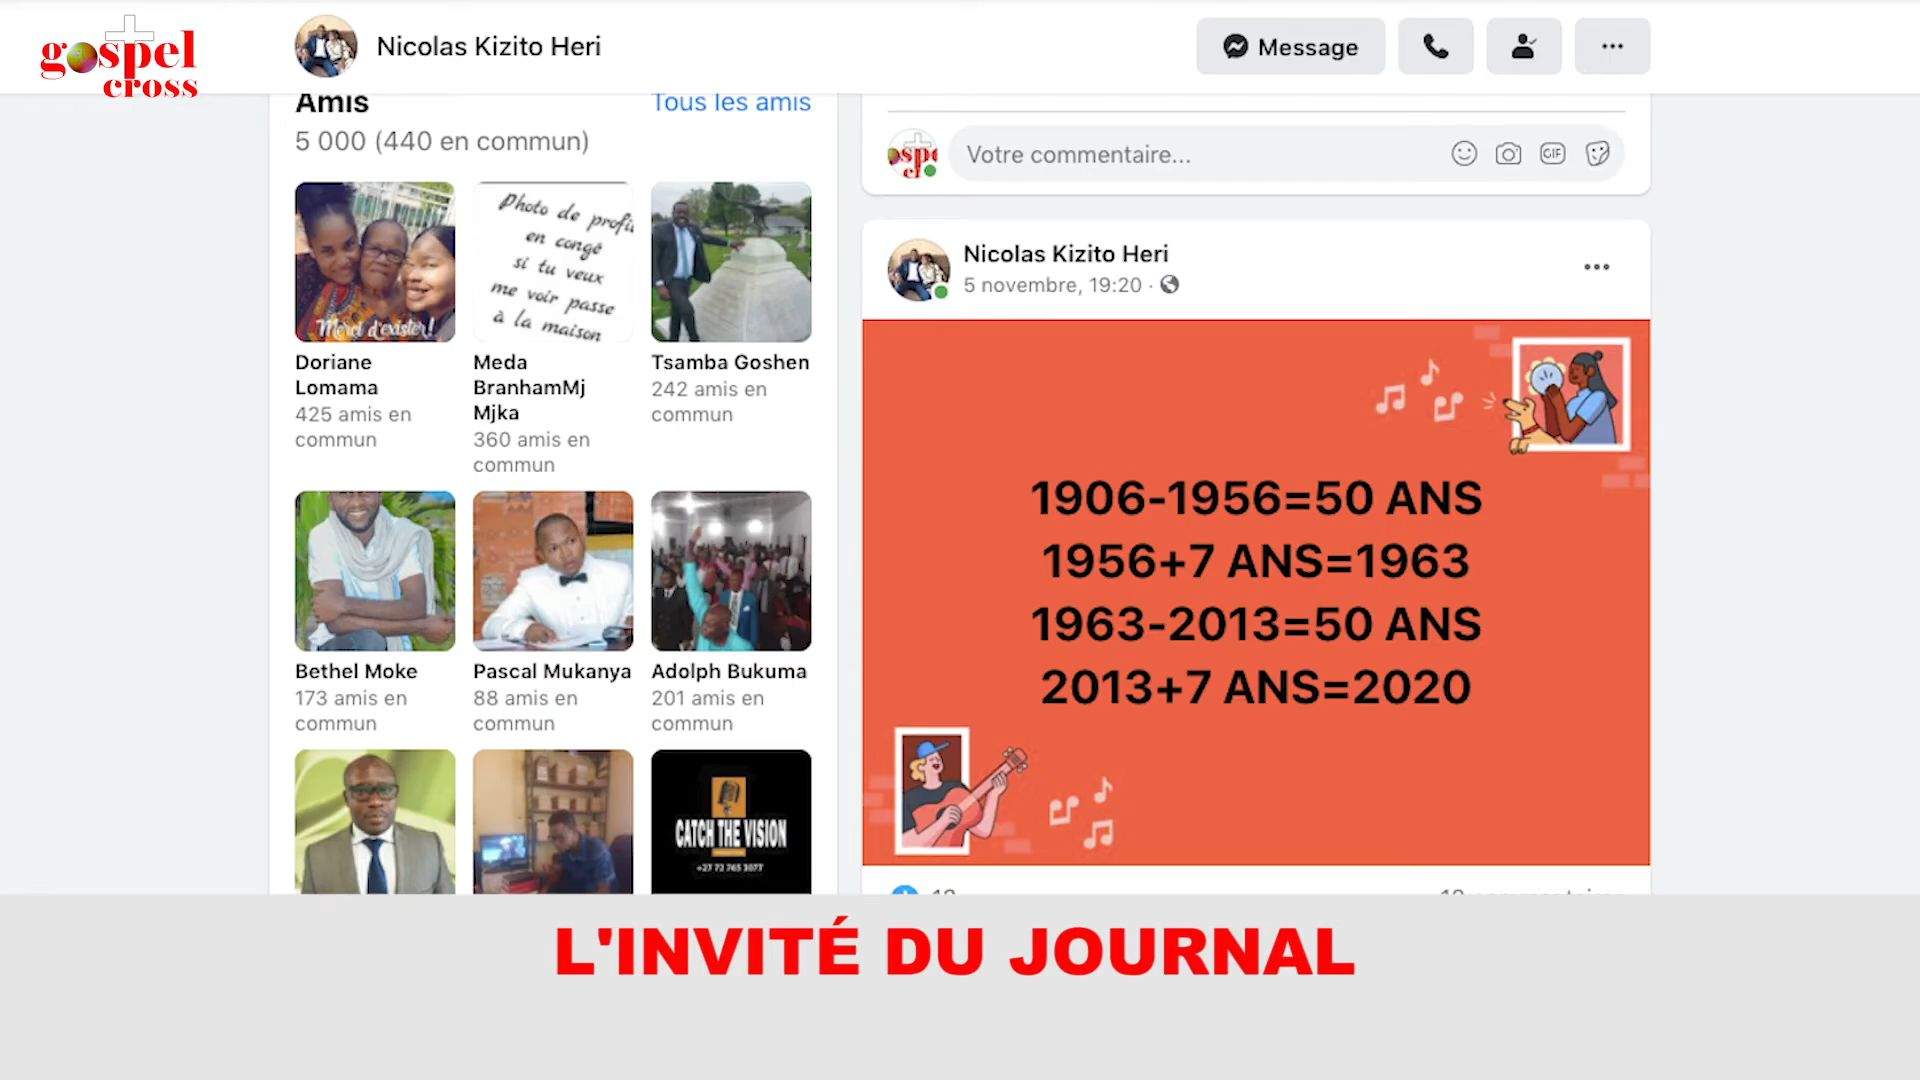 gospel
cross
Nicolas Kizito Heri
Message
Amis
Tous les amis
5 000 (440 en commun)
Photo de profil
en congé
si tu veux
me voir passe
à la maison
Merci d'exister!
Doriane
Lomama
425 amis en
commun
Meda
BranhamMj
Mjka
360 amis en
commun
Tsamba Goshen
242 amis en
commun
Bethel Moke
173 amis en
commun
Pascal Mukanya
88 amis en
commun
Adolph Bukuma
201 amis en
commun
CATCH THE VISION
+27 72 765 3077
Votre commentaire...
GIF
Nicolas Kizito Heri
5 novembre, 19:20 ·
1906-1956=50 ANS
1956+7 ANS=1963
1963-2013=50 ANS
2013+7 ANS=2020
L'INVITÉ DU JOURNAL